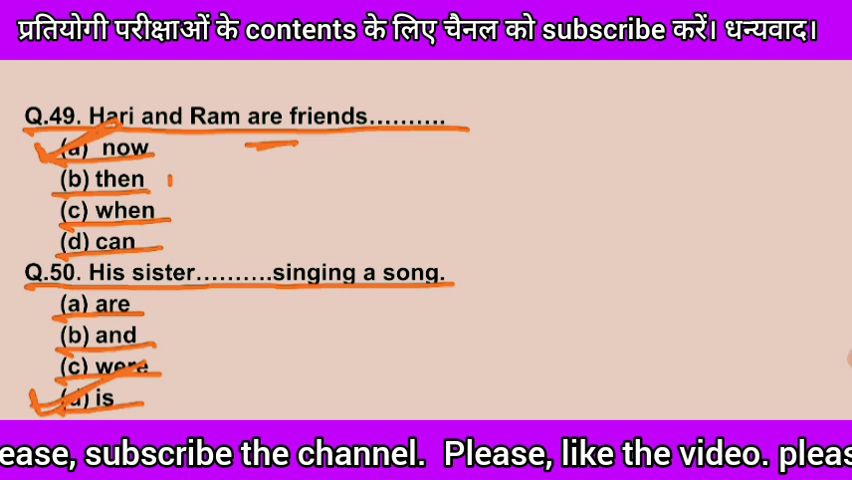 प्रतियोगी परीक्षाओं के contents के लिए चैनल को subscribe करें। धन्यवाद।
Q.49. Hari and Ram are friends..........
(a) now
(b) then
(c) when
(d) can
Q.50. His sister..........singing a song.
(a) are
(b) and
(c) were
(d) is
ease, subscribe the channel. Please, like the video. pleas